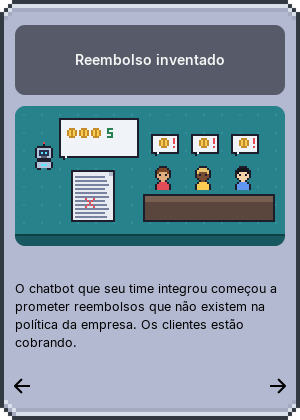 Reembolso inventado
5
! ! !
O chatbot que seu time integrou começou a
prometer reembolsos que não existem na
política da empresa. Os clientes estão
cobrando.